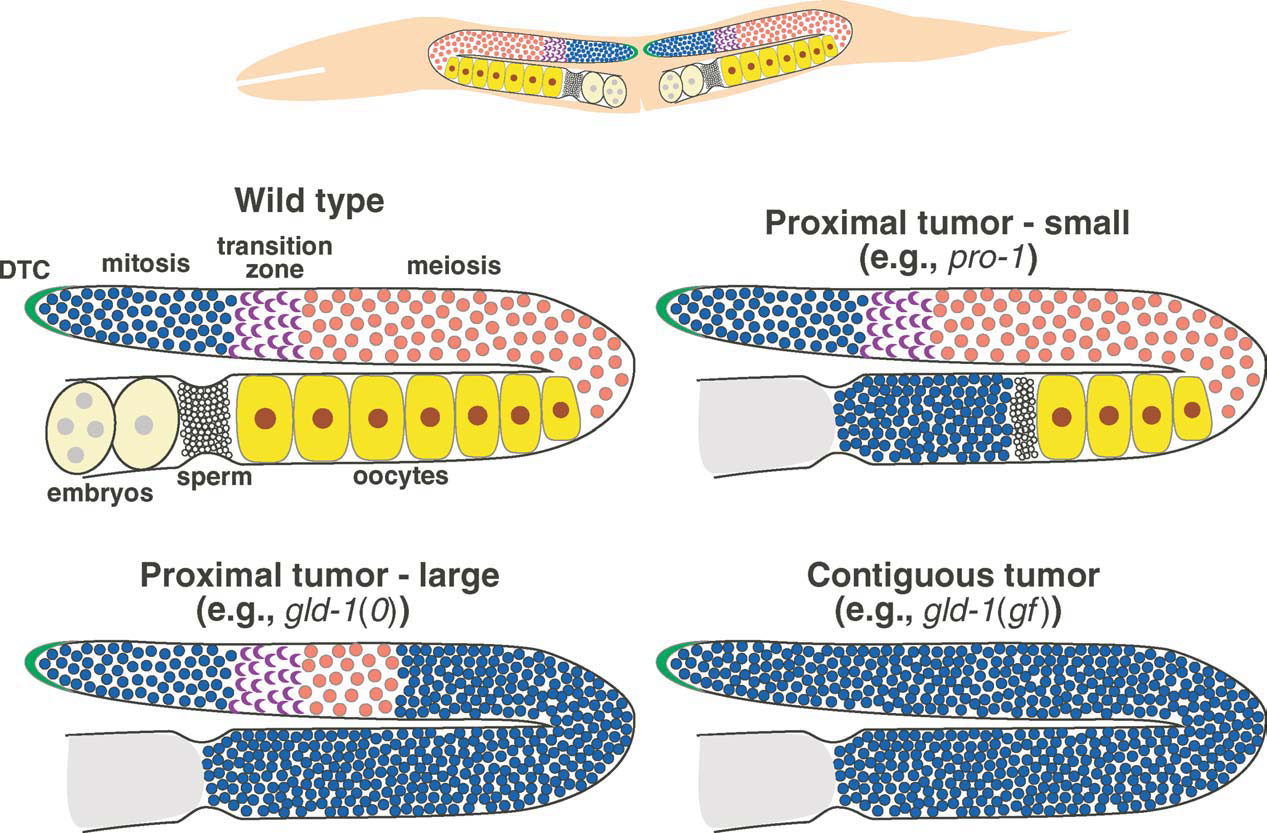 Wild type
DTC
mitosis
transition
zone
meiosis
embryos
sperm
oocytes
Proximal tumor - small
(e.g., pro-1)
Proximal tumor - large
(e.g., gld-1(0))
Contiguous tumor
(e.g., gld-1(gf))